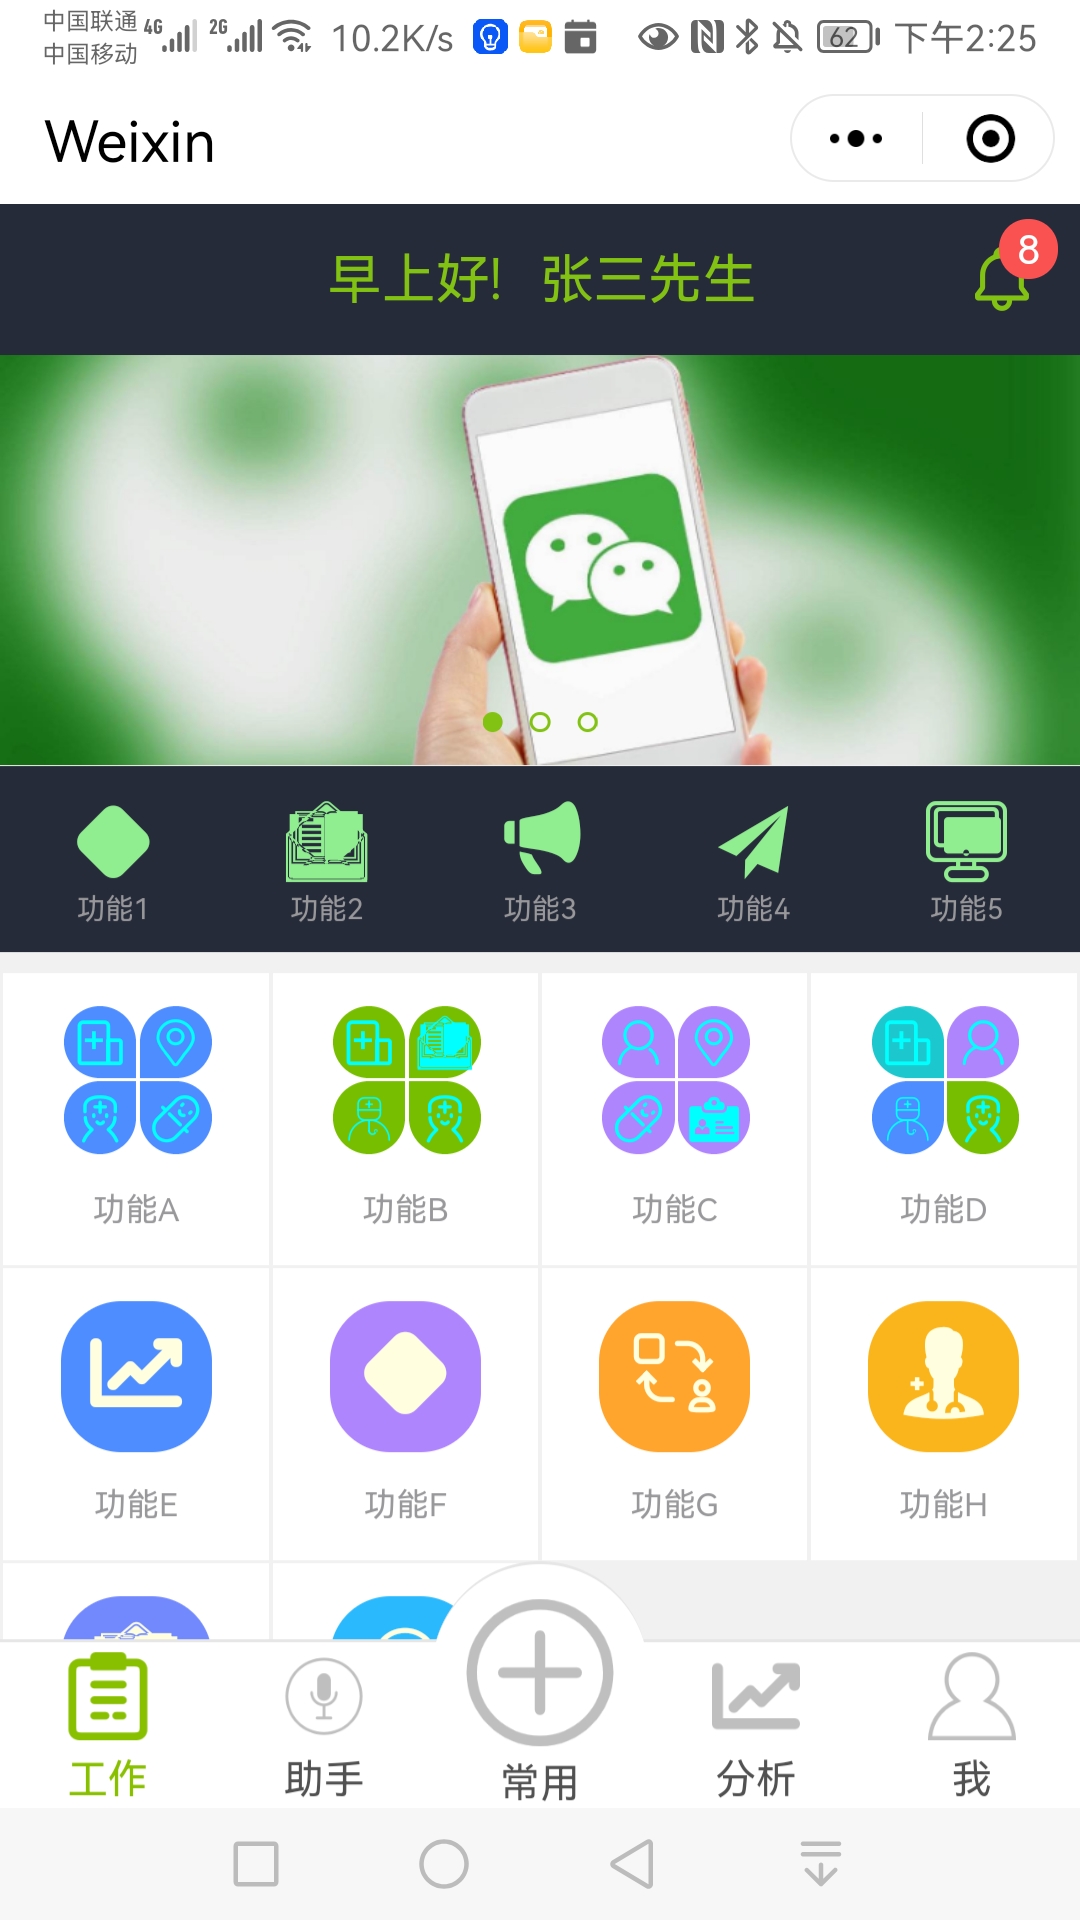 中国联通 4G 2G 10.2K/s 62 下午2:25
中国移动
Weixin
早上好! 张三先生 8
功能1 功能2 功能3 功能4 功能5
功能A 功能B 功能C 功能D
功能E 功能F 功能G 功能H
工作 助手 常用 分析 我